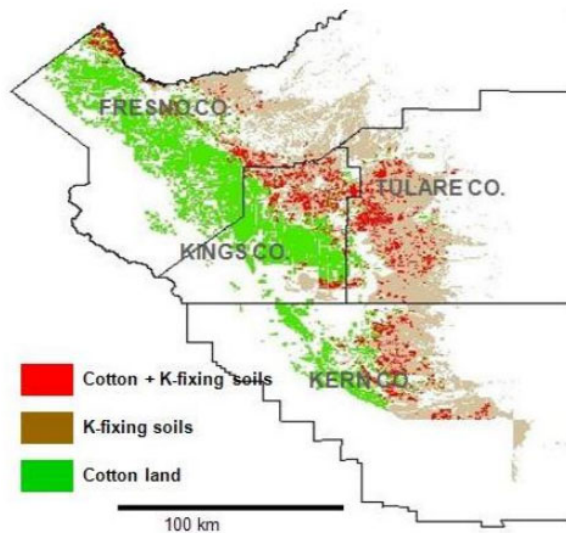 FRESNO CO.
TULARE CO.
KINGS CO.
KERN CO.
Cotton + K-fixing soils
K-fixing soils
Cotton land
100 km